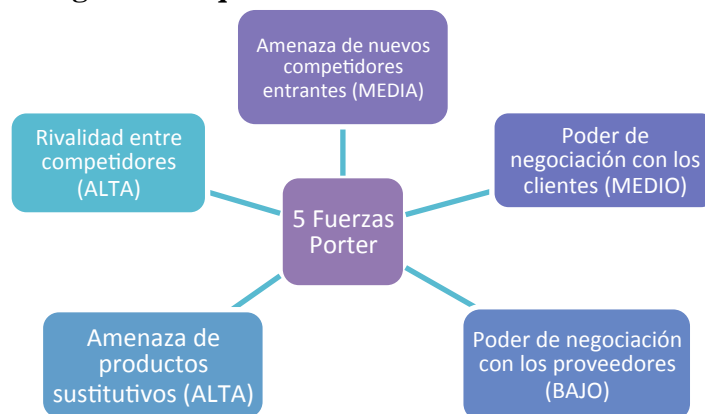 Amenaza de nuevos
competidores
entrantes (MEDIA)
Rivalidad entre
competidores
(ALTA)
Poder de
negociación con los
clientes (MEDIO)
5 Fuerzas
Porter
Amenaza de
productos
sustitutivos (ALTA)
Poder de negociación
con los proveedores
(BAJO)